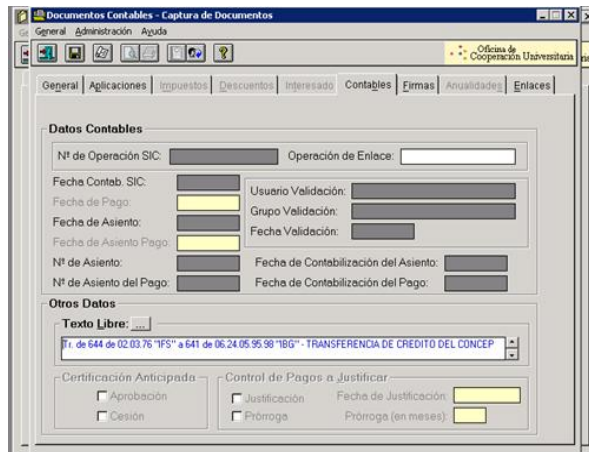 Documentos Contables - Captura de Documentos
General Administración Ayuda
Oficina de
Cooperación Universitaria
General Aplicaciones Impuestos Descuentos Interesado Contables Firmas Anualidades Enlaces
Datos Contables
Nº de Operación SIC: Operación de Enlace:
Fecha Contab. SIC:
Usuario Validación:
Fecha de Pago:
Grupo Validación:
Fecha de Asiento:
Fecha Validación:
Fecha de Asiento Pago:
Nº de Asiento: Fecha de Contabilización del Asiento:
Nº de Asiento del Pago: Fecha de Contabilización del Pago:
Otros Datos
Texto Libre: ...
Tr. de 644 de 02.03.76 "IFS" a 641 de 06.24.05.95.98 "IBG" - TRANSFERENCIA DE CREDITO DEL CONCEP
Certificación Anticipada Control de Pagos a Justificar
Aprobación Justificación Fecha de Justificación:
Cesión Prórroga Prórroga (en meses):